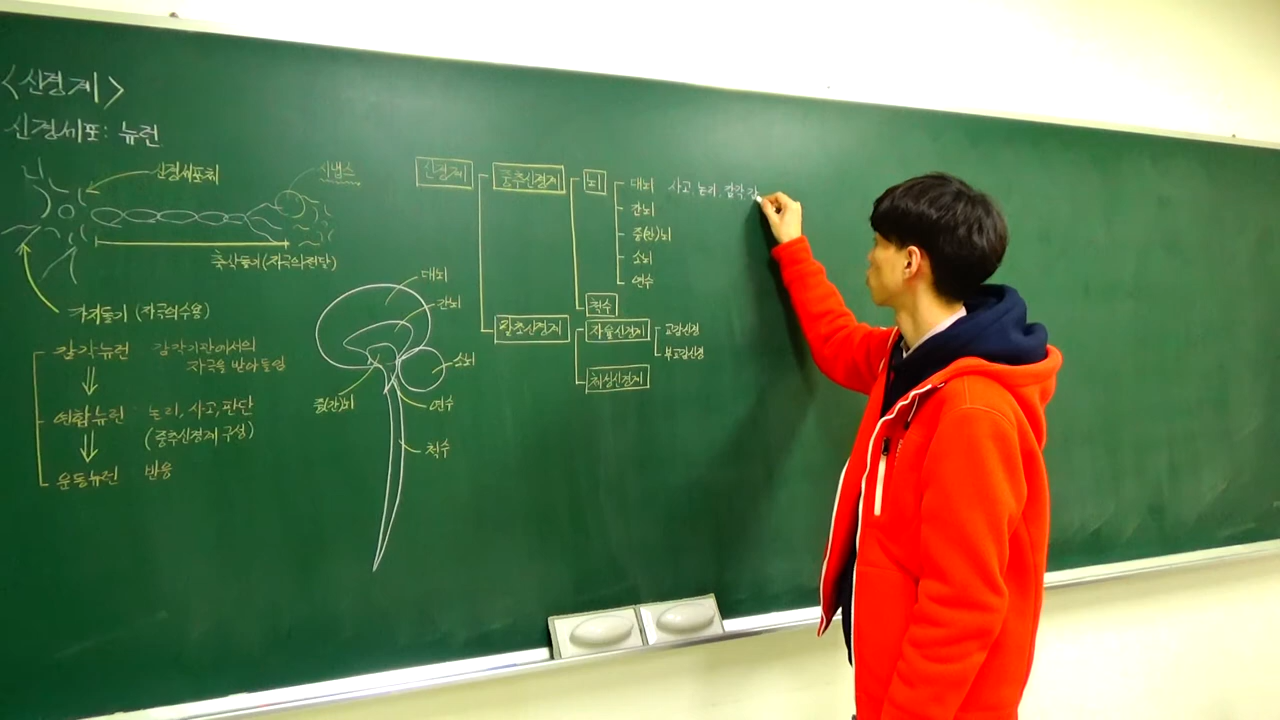 <신경계>
신경세포: 뉴런
신경세포체
시냅스
축삭돌기(자극의 전달)
가지돌기 (자극의 수용)
감각뉴런 감각기관에서의
자극을 받아들임
연합뉴런 논리, 사고, 판단
(중추신경계 구성)
운동뉴런 반응
대뇌
간뇌
소뇌
중(간)뇌
연수
척수
신경계
중추신경계
뇌
대뇌 사고, 논리, 감각, 감
간뇌
중(간)뇌
소뇌
연수
척수
말초신경계
자율신경계
교감신경
부교감신경
체성신경계